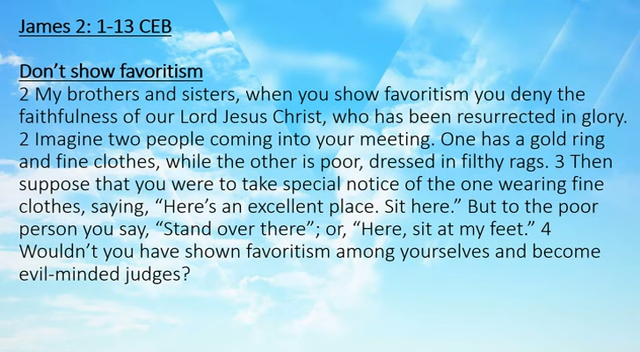 James 2: 1-13 CEB
Don’t show favoritism
2 My brothers and sisters, when you show favoritism you deny the
faithfulness of our Lord Jesus Christ, who has been resurrected in glory.
2 Imagine two people coming into your meeting. One has a gold ring
and fine clothes, while the other is poor, dressed in filthy rags. 3 Then
suppose that you were to take special notice of the one wearing fine
clothes, saying, “Here’s an excellent place. Sit here.” But to the poor
person you say, “Stand over there”; or, “Here, sit at my feet.” 4
Wouldn’t you have shown favoritism among yourselves and become
evil-minded judges?